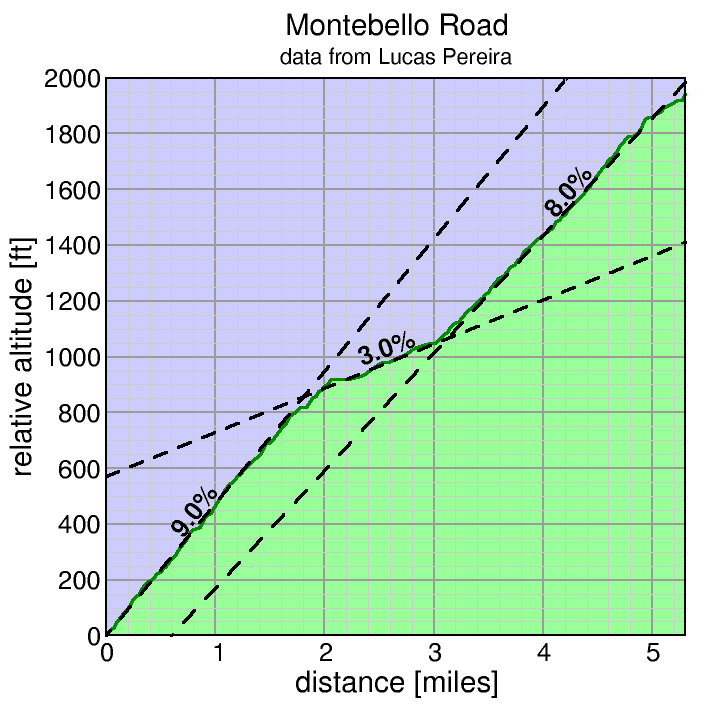 Montebello Road
data from Lucas Pereira
relative altitude [ft]
2000
1800
1600
1400
1200
1000
800
600
400
200
0
8.0%
3.0%
9.0%
0 1 2 3 4 5
distance [miles]